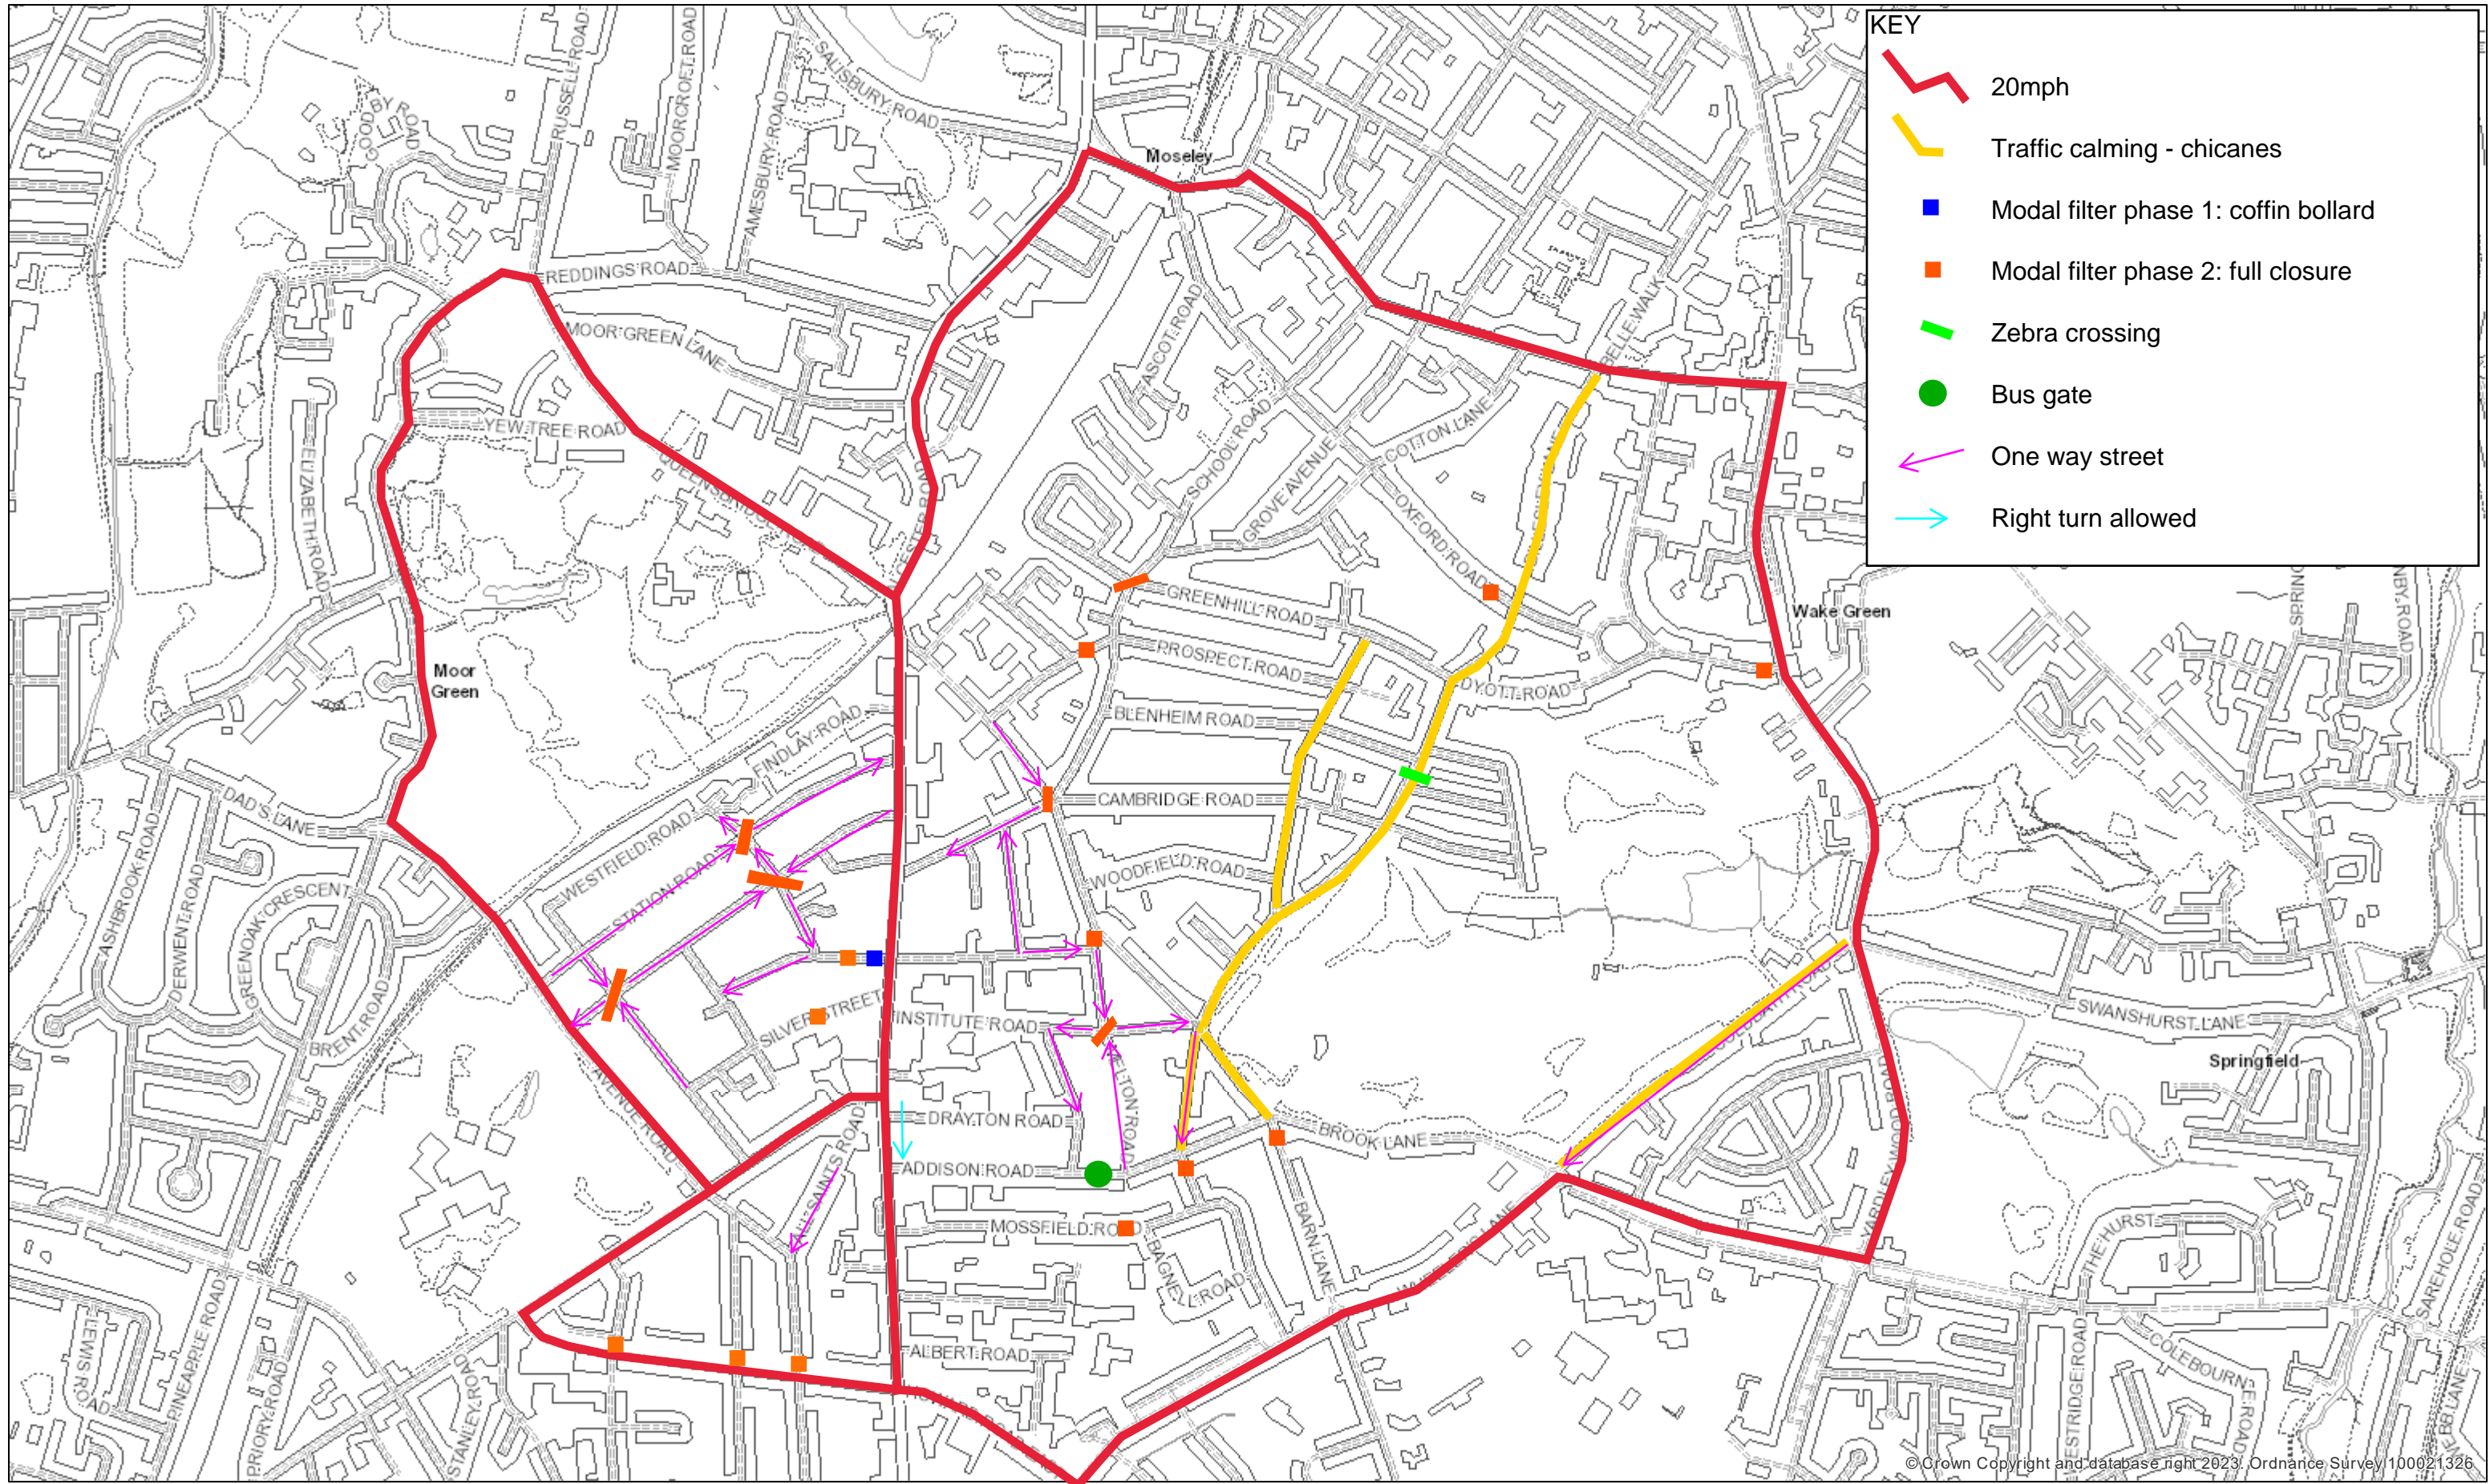 KEY
20mph
Traffic calming - chicanes
Modal filter phase 1: coffin bollard
Modal filter phase 2: full closure
Zebra crossing
Bus gate
One way street
Right turn allowed
RUSSELL ROAD
MOORCROFT ROAD
SALISBURY ROAD
GOODBY ROAD
AMESBURY ROAD
Moseley
REDDINGS ROAD
MOOR GREEN LANE
ASCOT ROAD
BELLE WALK
YEW TREE ROAD
SCHOOL ROAD
COTTON LANE
GROVE AVENUE
ELIZABETH ROAD
OXFORD ROAD
GREENHILL ROAD
Wake Green
PROSPECT ROAD
Moor
Green
DYOTT ROAD
BLENHEIM ROAD
FINDLAY ROAD
CAMBRIDGE ROAD
DAD'S LANE
WESTFIELD ROAD
STATION ROAD
WOODFIELD ROAD
ASHBROOK ROAD
DERWENT ROAD
GREENOAK CRESCENT
BRENT ROAD
SILVER STREET
INSTITUTE ROAD
SWANSHURST LANE
Springfield
AVENUE ROAD
DRAYTON ROAD
BROOK LANE
ADDISON ROAD
MOSSFIELD ROAD
BAGNELL ROAD
BARN LANE
THE HURST
SAREHOLE ROAD
PINEAPPLE ROAD
PRIORY ROAD
STANLEY ROAD
ALBERT ROAD
WESTRIDGE ROAD
COLEBOURNE ROAD
© Crown Copyright and database right 2023. Ordnance Survey 100021326